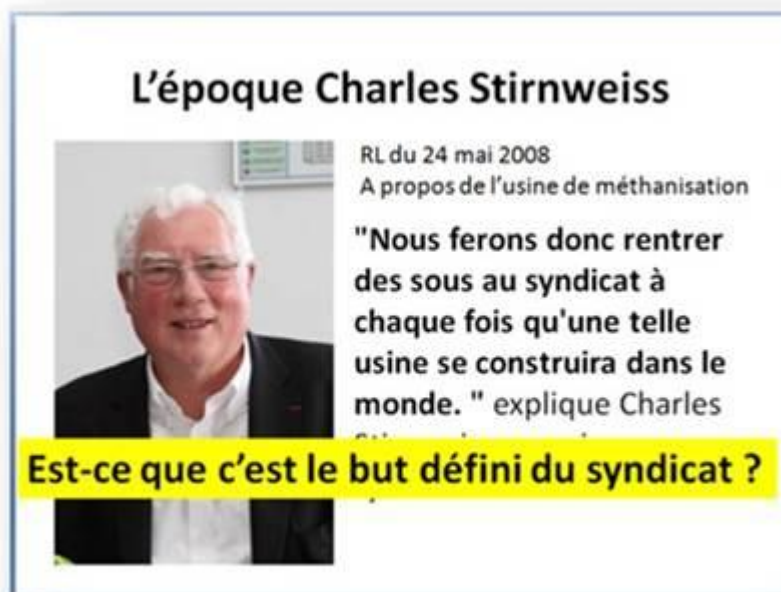 L'époque Charles Stirnweiss
RL du 24 mai 2008
A propos de l'usine de méthanisation
"Nous ferons donc rentrer
des sous au syndicat à
chaque fois qu'une telle
usine se construira dans le
monde. " explique Charles
Est-ce que c'est le but défini du syndicat ?